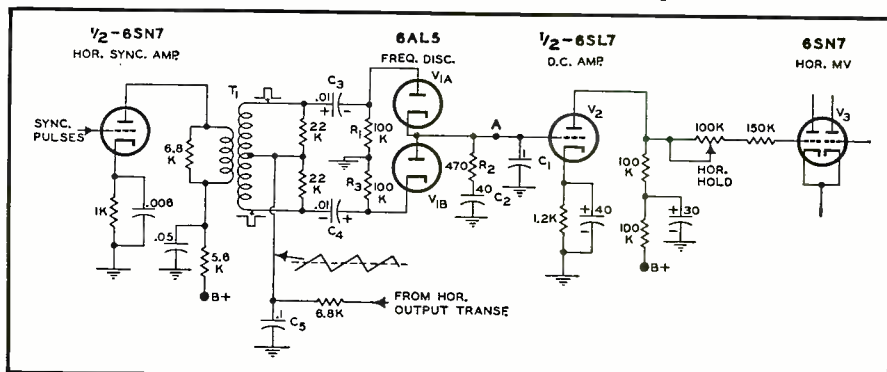 ½-6SN7
HOR. SYNC. AMP.
6AL5
FREQ. DISC.
½-6SL7
D.C. AMP.
6SN7
HOR. MV
SYNC.
PULSES
6.8
K
1K
.006
.05
5.6
K
B+
T1
22
K
22
K
C3
.01
+ -
.01
- +
C4
R1
100
K
R3
100
K
V1A
V1B
A
470
R2
40
C2
.1
C1
V2
1.2K
+
40
-
100
K
100
K
+
30
-
B+
100K
HOR.
HOLD
150K
V3
FROM HOR.
OUTPUT TRANSF.
6.8K
.1
C5